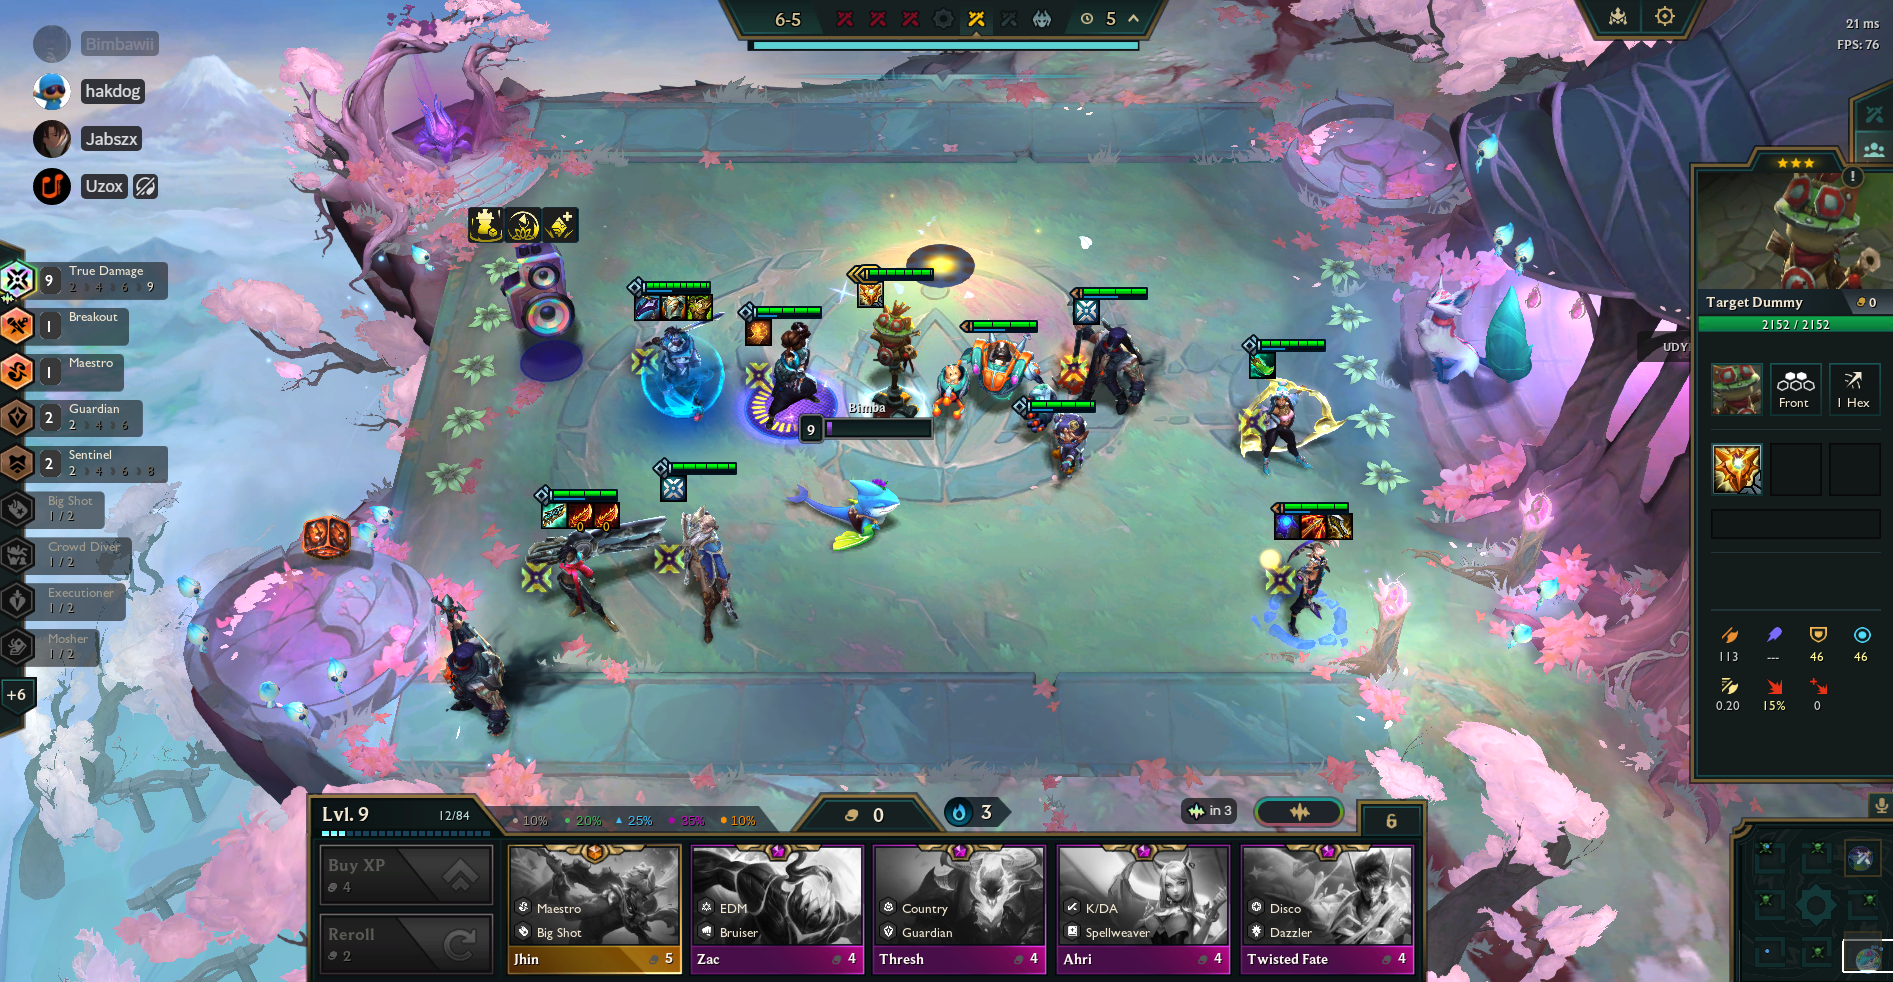 6-5
5
21 ms
FPS: 76
Bimbawii
hakdog
Jabszx
Uzox
9
True Damage
2 4 6 9
1
Breakout
1
Maestro
2
Guardian
2 4 6
2
Sentinel
2 4 6 8
Big Shot
1 / 2
Crowd Diver
1 / 2
Executioner
1 / 2
Mosher
1 / 2
+6
Bimba
9
0
0
UDY
Target Dummy
0
2152 / 2152
Front
1 Hex
113
---
46
46
0.20
15%
0
Lvl. 9
12/84
10%
20%
25%
35%
10%
0
3
in 3
6
Buy XP
4
Reroll
2
Maestro
Big Shot
Jhin
5
EDM
Bruiser
Zac
4
Country
Guardian
Thresh
4
K/DA
Spellweaver
Ahri
4
Disco
Dazzler
Twisted Fate
4